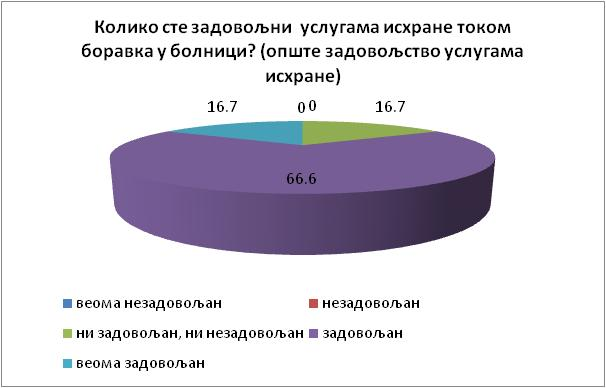 Колико сте задовољни услугама исхране током
боравка у болници? (опште задовољство услугама
исхране)
16.7 0 0 16.7
66.6
веома незадовољан незадовољан
ни задовољан, ни незадовољан задовољан
веома задовољан